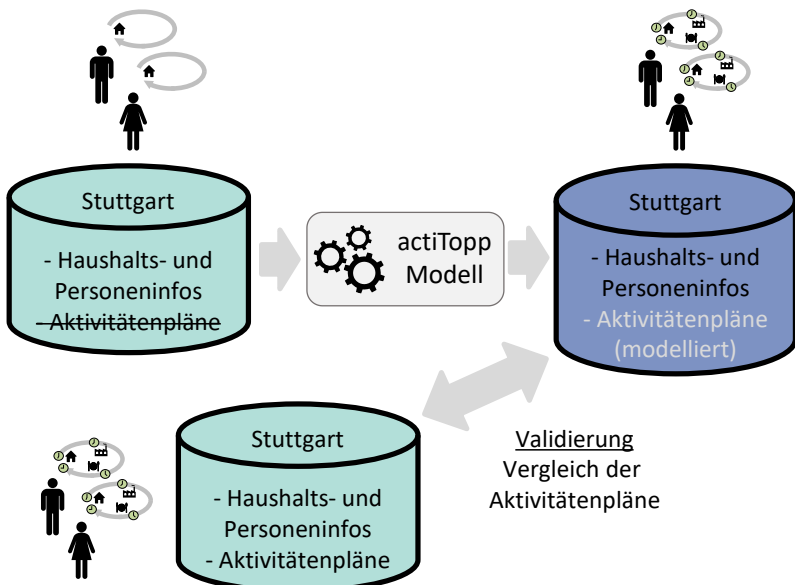 Stuttgart
- Haushalts- und
Personeninfos
- Aktivitätenpläne
actiTopp
Modell
Stuttgart
- Haushalts- und
Personeninfos
- Aktivitätenpläne
(modelliert)
Stuttgart
- Haushalts- und
Personeninfos
- Aktivitätenpläne
Validierung
Vergleich der
Aktivitätenpläne